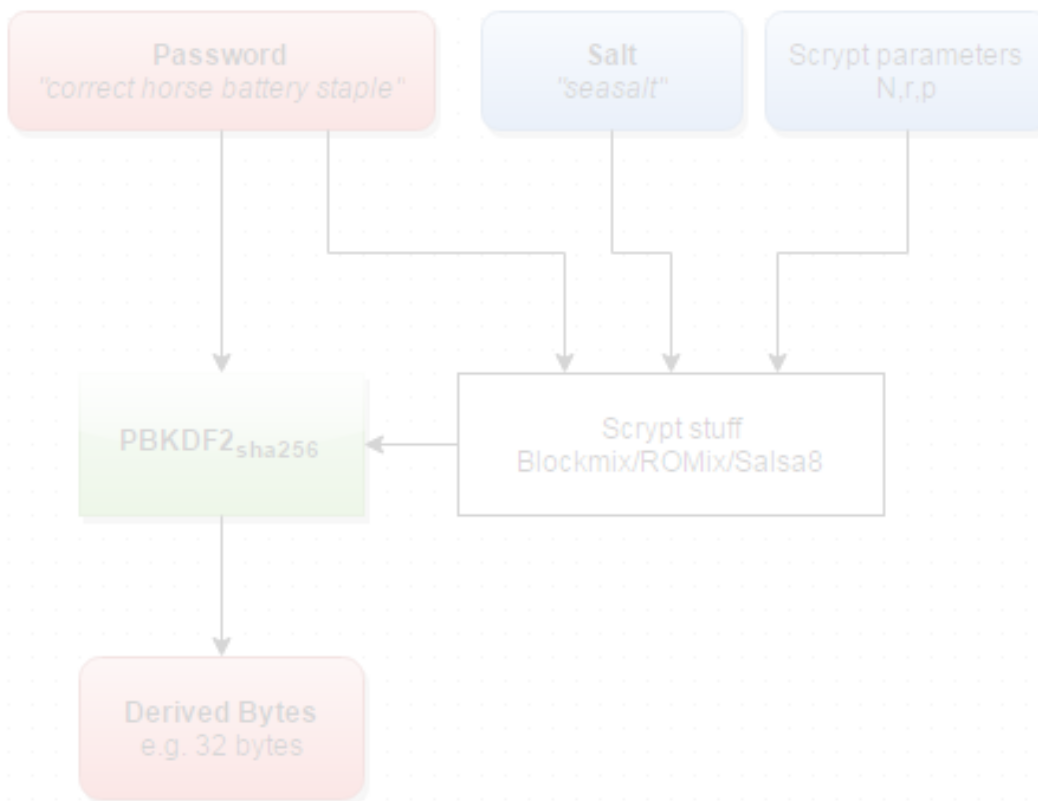 Password
"correct horse battery staple"
Salt
"seasalt"
Scrypt parameters
N,r,p
PBKDF2sha256
Scrypt stuff
Blockmix/ROMix/Salsa8
Derived Bytes
e.g. 32 bytes